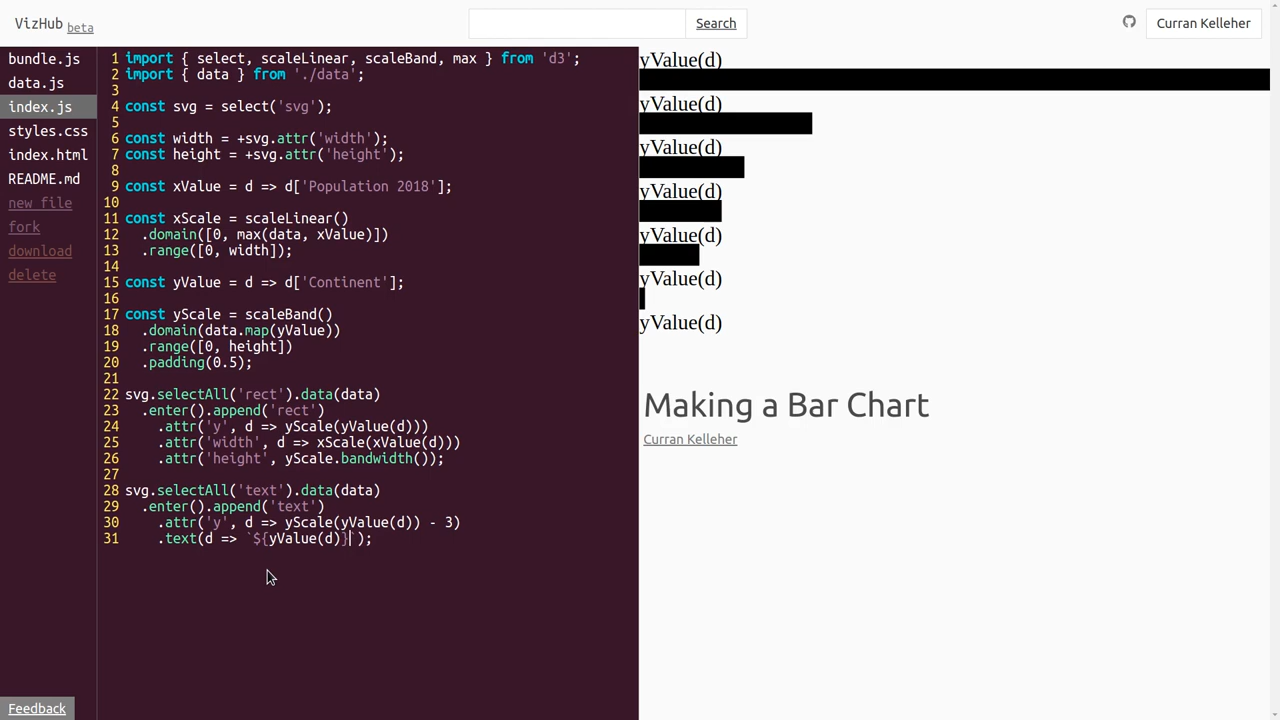 VizHub beta
Search
Curran Kelleher
bundle.js
data.js
index.js
styles.css
index.html
README.md
new file
fork
download
delete
Feedback
1 import { select, scaleLinear, scaleBand, max } from 'd3';
2 import { data } from './data';
3
4 const svg = select('svg');
5
6 const width = +svg.attr('width');
7 const height = +svg.attr('height');
8
9 const xValue = d => d['Population 2018'];
10
11 const xScale = scaleLinear()
12   .domain([0, max(data, xValue)])
13   .range([0, width]);
14
15 const yValue = d => d['Continent'];
16
17 const yScale = scaleBand()
18   .domain(data.map(yValue))
19   .range([0, height])
20   .padding(0.5);
21
22 svg.selectAll('rect').data(data)
23   .enter().append('rect')
24     .attr('y', d => yScale(yValue(d)))
25     .attr('width', d => xScale(xValue(d)))
26     .attr('height', yScale.bandwidth());
27
28 svg.selectAll('text').data(data)
29   .enter().append('text')
30     .attr('y', d => yScale(yValue(d)) - 3)
31     .text(d => `${yValue(d)}`);
yValue(d)
yValue(d)
yValue(d)
yValue(d)
yValue(d)
yValue(d)
yValue(d)
Making a Bar Chart
Curran Kelleher